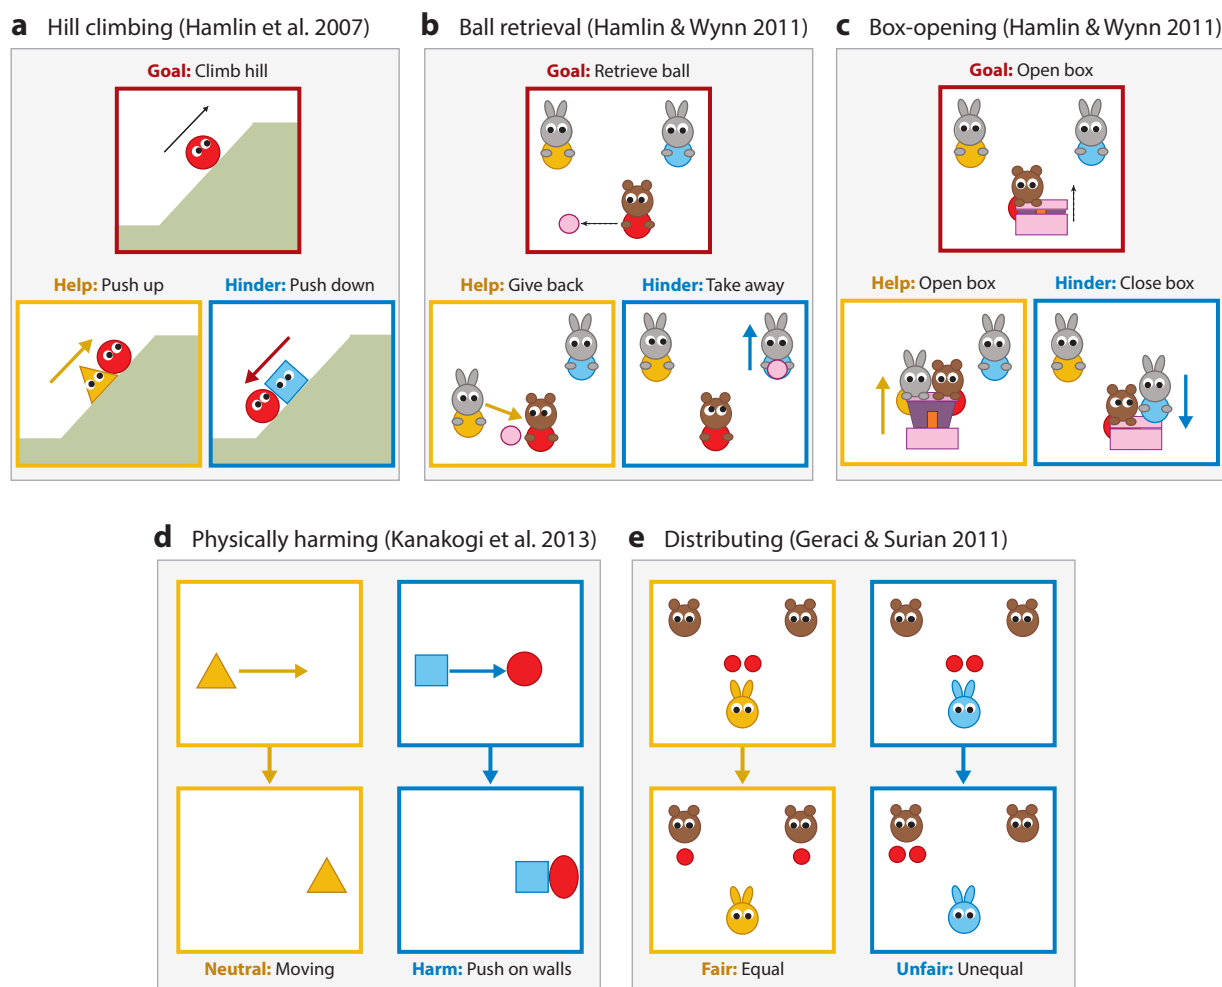 a Hill climbing (Hamlin et al. 2007)
Goal: Climb hill
Help: Push up
Hinder: Push down
b Ball retrieval (Hamlin & Wynn 2011)
Goal: Retrieve ball
Help: Give back
Hinder: Take away
c Box-opening (Hamlin & Wynn 2011)
Goal: Open box
Help: Open box
Hinder: Close box
d Physically harming (Kanakogi et al. 2013)
Neutral: Moving
Harm: Push on walls
e Distributing (Geraci & Surian 2011)
Fair: Equal
Unfair: Unequal